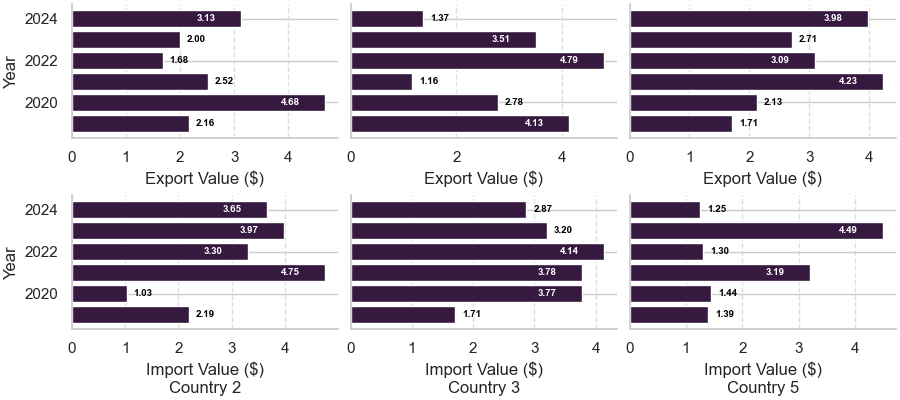 2024
2022
2020
Year
3.13
2.00
1.68
2.52
4.68
2.16
0 1 2 3 4
Export Value ($)
1.37
3.51
4.79
1.16
2.78
4.13
0 2 4
Export Value ($)
3.98
2.71
3.09
4.23
2.13
1.71
0 1 2 3 4
Export Value ($)
2024
2022
2020
Year
3.65
3.97
3.30
4.75
1.03
2.19
0 1 2 3 4
Import Value ($)
Country 2
2.87
3.20
4.14
3.78
3.77
1.71
0 1 2 3 4
Import Value ($)
Country 3
1.25
4.49
1.30
3.19
1.44
1.39
0 1 2 3 4
Import Value ($)
Country 5